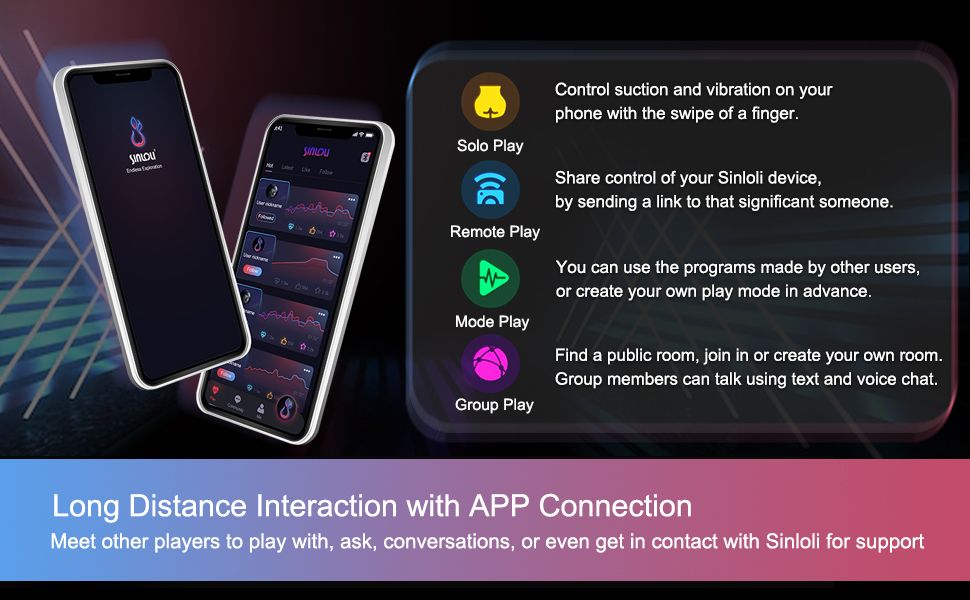 SINLOLI
Endless Exploration
SINLOLI
Hot Latest Like Follow
User nickname
Followed
User nickname
Follow
Follow
Play Community Me
Solo Play
Control suction and vibration on your
phone with the swipe of a finger.
Remote Play
Share control of your Sinloli device,
by sending a link to that significant someone.
Mode Play
You can use the programs made by other users,
or create your own play mode in advance.
Group Play
Find a public room, join in or create your own room.
Group members can talk using text and voice chat.
Long Distance Interaction with APP Connection
Meet other players to play with, ask, conversations, or even get in contact with Sinloli for support